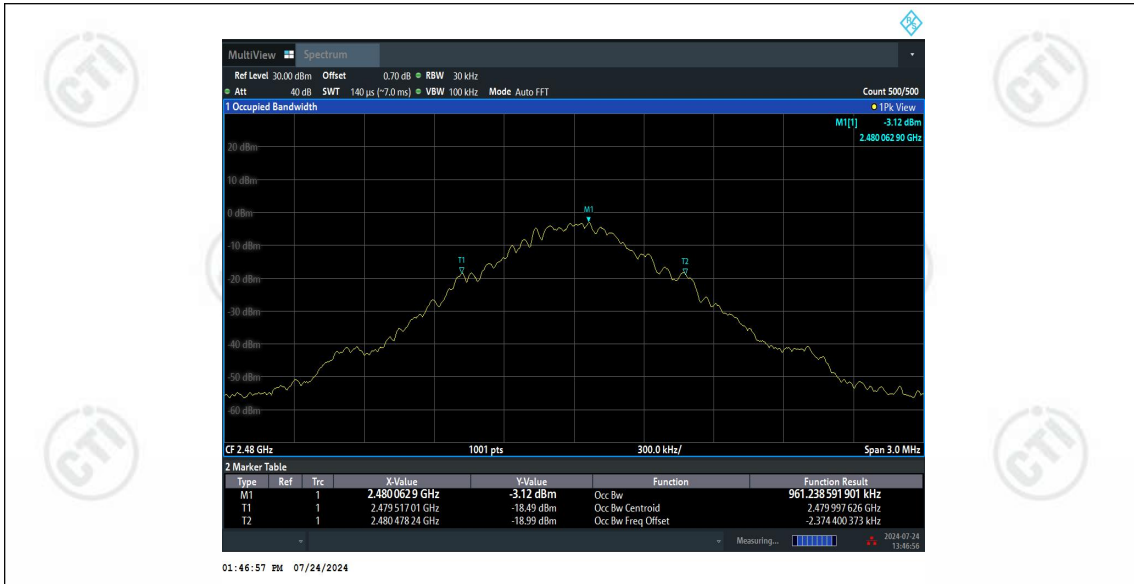 MultiView Spectrum
Ref Level 30.00 dBm Offset 0.70 dB RBW 30 kHz
Att 40 dB SWT 140 µs (~7.0 ms) VBW 100 kHz Mode Auto FFT Count 500/500
1 Occupied Bandwidth 1Pk View
M1[1] -3.12 dBm
2.480 062 90 GHz
20 dBm
10 dBm
0 dBm
M1
-10 dBm
T1 T2
-20 dBm
-30 dBm
-40 dBm
-50 dBm
-60 dBm
CF 2.48 GHz 1001 pts 300.0 kHz/ Span 3.0 MHz
2 Marker Table
Type Ref Trc X-Value Y-Value Function Function Result
M1 1 2.480 062 9 GHz -3.12 dBm Occ Bw 961.238 591 901 kHz
T1 1 2.479 517 01 GHz -18.49 dBm Occ Bw Centroid 2.479 997 626 GHz
T2 1 2.480 478 24 GHz -18.99 dBm Occ Bw Freq Offset -2.374 400 373 kHz
Measuring... 2024-07-24
13:46:56
01:46:57 PM 07/24/2024
CTI
CTI
CTI
CTI